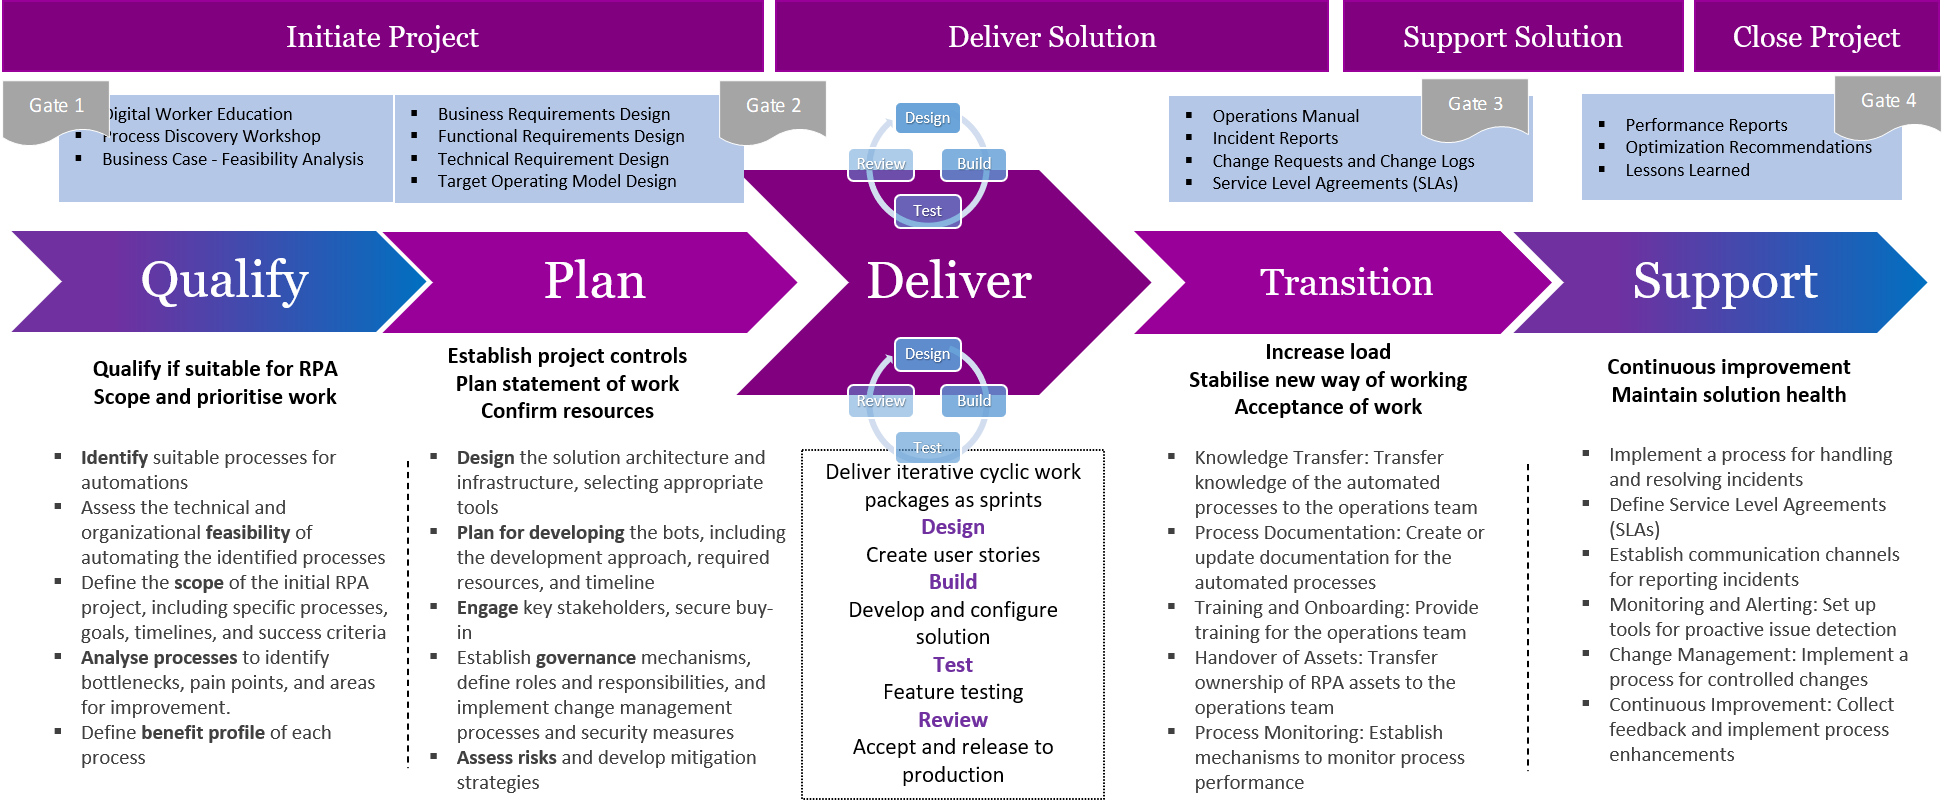 Initiate Project
Deliver Solution
Support Solution
Close Project
Gate 1
Digital Worker Education
Process Discovery Workshop
Business Case - Feasibility Analysis
Business Requirements Design
Functional Requirements Design
Technical Requirement Design
Target Operating Model Design
Gate 2
Design
Review
Build
Test
Operations Manual
Incident Reports
Change Requests and Change Logs
Service Level Agreements (SLAs)
Gate 3
Performance Reports
Optimization Recommendations
Lessons Learned
Gate 4
Qualify
Plan
Deliver
Transition
Support
Qualify if suitable for RPA
Scope and prioritise work
Establish project controls
Plan statement of work
Confirm resources
Design
Review
Build
Test
Increase load
Stabilise new way of working
Acceptance of work
Continuous improvement
Maintain solution health
▪ Identify suitable processes for
automations
▪ Assess the technical and
organizational feasibility of
automating the identified processes
▪ Define the scope of the initial RPA
project, including specific processes,
goals, timelines, and success criteria
▪ Analyse processes to identify
bottlenecks, pain points, and areas
for improvement.
▪ Define benefit profile of each
process
▪ Design the solution architecture and
infrastructure, selecting appropriate
tools
▪ Plan for developing the bots, including
the development approach, required
resources, and timeline
▪ Engage key stakeholders, secure buy-
in
▪ Establish governance mechanisms,
define roles and responsibilities, and
implement change management
processes and security measures
▪ Assess risks and develop mitigation
strategies
Deliver iterative cyclic work
packages as sprints
Design
Create user stories
Build
Develop and configure
solution
Test
Feature testing
Review
Accept and release to
production
▪ Knowledge Transfer: Transfer
knowledge of the automated
processes to the operations team
▪ Process Documentation: Create or
update documentation for the
automated processes
▪ Training and Onboarding: Provide
training for the operations team
▪ Handover of Assets: Transfer
ownership of RPA assets to the
operations team
▪ Process Monitoring: Establish
mechanisms to monitor process
performance
▪ Implement a process for handling
and resolving incidents
▪ Define Service Level Agreements
(SLAs)
▪ Establish communication channels
for reporting incidents
▪ Monitoring and Alerting: Set up
tools for proactive issue detection
▪ Change Management: Implement a
process for controlled changes
▪ Continuous Improvement: Collect
feedback and implement process
enhancements